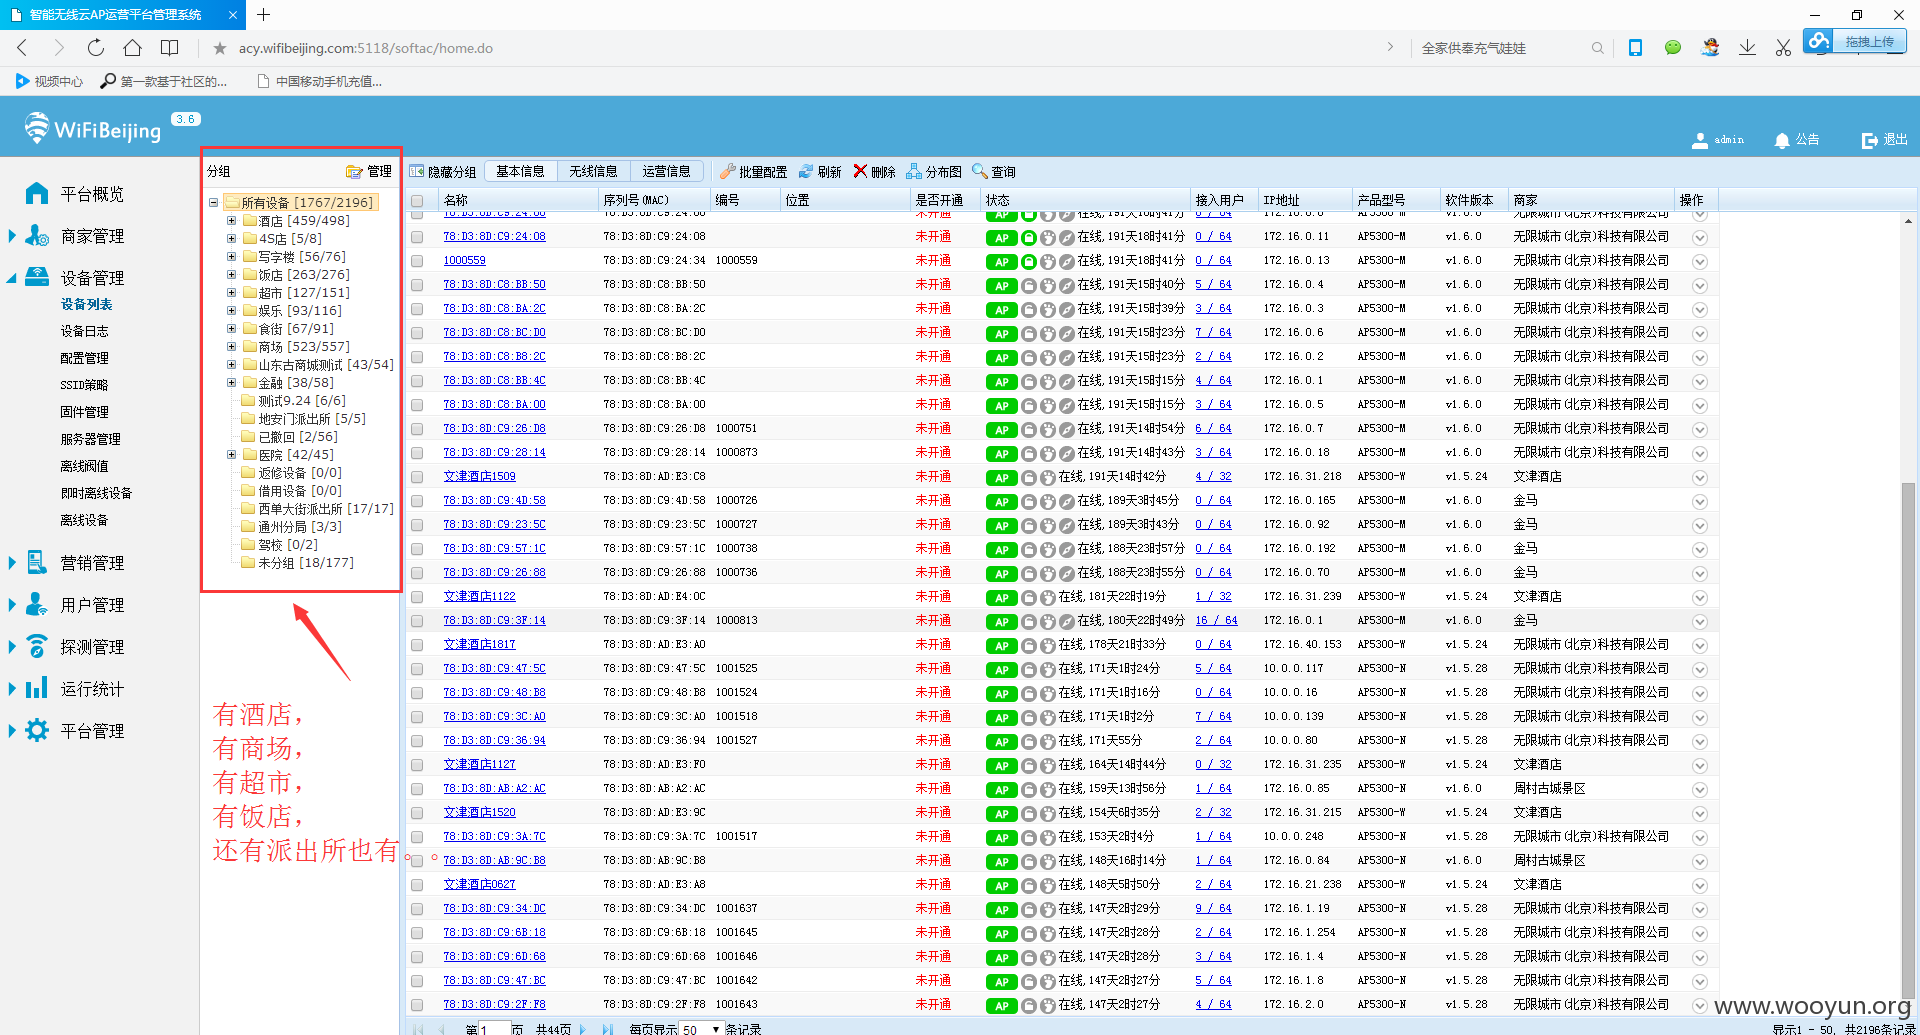 智能无线云AP运营平台管理系统
acy.wifibeijing.com:5118/softac/home.do
全家供奉充气娃娃
拖拽上传
视频中心 第一款基于社区的... 中国移动手机充值...
WiFiBeijing 3.6
admin 公告 退出
平台概览
商家管理
设备管理
设备列表
设备日志
配置管理
SSID策略
固件管理
服务器管理
离线阀值
即时离线设备
离线设备
营销管理
用户管理
探测管理
运行统计
平台管理
分组 管理
所有设备 [1767/2196]
酒店 [459/498]
4S店 [5/8]
写字楼 [56/76]
饭店 [263/276]
超市 [127/151]
娱乐 [93/116]
食街 [67/91]
商场 [523/557]
山东古商城测试 [43/54]
金融 [38/58]
测试9.24 [6/6]
地安门派出所 [5/5]
已撤回 [2/56]
医院 [42/45]
返修设备 [0/0]
借用设备 [0/0]
西单大街派出所 [17/17]
通州分局 [3/3]
驾校 [0/2]
未分组 [18/177]
有酒店，
有商场，
有超市，
有饭店，
还有派出所也有。。
隐藏分组 基本信息 无线信息 运营信息 批量配置 刷新 删除 分布图 查询
名称 序列号(MAC) 编号 位置 是否开通 状态 接入用户 IP地址 产品型号 软件版本 商家 操作
78:D3:8D:C9:24:08 78:D3:8D:C9:24:08 未开通 AP 在线,191天18时41分 0 / 64 172.16.0.11 AP5300-M v1.6.0 无限城市(北京)科技有限公司
1000559 78:D3:8D:C9:24:34 1000559 未开通 AP 在线,191天18时41分 0 / 64 172.16.0.13 AP5300-M v1.6.0 无限城市(北京)科技有限公司
78:D3:8D:C8:BB:50 78:D3:8D:C8:BB:50 未开通 AP 在线,191天15时40分 5 / 64 172.16.0.4 AP5300-M v1.6.0 无限城市(北京)科技有限公司
78:D3:8D:C8:BA:2C 78:D3:8D:C8:BA:2C 未开通 AP 在线,191天15时39分 3 / 64 172.16.0.3 AP5300-M v1.6.0 无限城市(北京)科技有限公司
78:D3:8D:C8:BC:D0 78:D3:8D:C8:BC:D0 未开通 AP 在线,191天15时23分 7 / 64 172.16.0.6 AP5300-M v1.6.0 无限城市(北京)科技有限公司
78:D3:8D:C8:B8:2C 78:D3:8D:C8:B8:2C 未开通 AP 在线,191天15时23分 2 / 64 172.16.0.2 AP5300-M v1.6.0 无限城市(北京)科技有限公司
78:D3:8D:C8:BB:4C 78:D3:8D:C8:BB:4C 未开通 AP 在线,191天15时15分 4 / 64 172.16.0.1 AP5300-M v1.6.0 无限城市(北京)科技有限公司
78:D3:8D:C8:BA:00 78:D3:8D:C8:BA:00 未开通 AP 在线,191天15时15分 3 / 64 172.16.0.5 AP5300-M v1.6.0 无限城市(北京)科技有限公司
78:D3:8D:C9:26:D8 78:D3:8D:C9:26:D8 1000751 未开通 AP 在线,191天14时54分 6 / 64 172.16.0.7 AP5300-M v1.6.0 无限城市(北京)科技有限公司
78:D3:8D:C9:28:14 78:D3:8D:C9:28:14 1000873 未开通 AP 在线,191天14时43分 3 / 64 172.16.0.18 AP5300-M v1.6.0 无限城市(北京)科技有限公司
文津酒店1509 78:D3:8D:AD:E3:C8 未开通 AP 在线,191天14时42分 4 / 32 172.16.31.218 AP5300-W v1.5.24 文津酒店
78:D3:8D:C9:4D:58 78:D3:8D:C9:4D:58 1000726 未开通 AP 在线,189天3时45分 0 / 64 172.16.0.165 AP5300-M v1.6.0 金马
78:D3:8D:C9:23:5C 78:D3:8D:C9:23:5C 1000727 未开通 AP 在线,189天3时43分 0 / 64 172.16.0.92 AP5300-M v1.6.0 金马
78:D3:8D:C9:57:1C 78:D3:8D:C9:57:1C 1000738 未开通 AP 在线,188天23时57分 0 / 64 172.16.0.192 AP5300-M v1.6.0 金马
78:D3:8D:C9:26:88 78:D3:8D:C9:26:88 1000736 未开通 AP 在线,188天23时55分 0 / 64 172.16.0.70 AP5300-M v1.6.0 金马
文津酒店1122 78:D3:8D:AD:E4:0C 未开通 AP 在线,181天22时19分 1 / 32 172.16.31.239 AP5300-W v1.5.24 文津酒店
78:D3:8D:C9:3F:14 78:D3:8D:C9:3F:14 1000813 未开通 AP 在线,180天22时49分 16 / 64 172.16.0.1 AP5300-M v1.6.0 金马
文津酒店1817 78:D3:8D:AD:E3:A0 未开通 AP 在线,178天21时33分 0 / 64 172.16.40.153 AP5300-W v1.5.24 文津酒店
78:D3:8D:C9:47:5C 78:D3:8D:C9:47:5C 1001525 未开通 AP 在线,171天1时24分 5 / 64 10.0.0.117 AP5300-N v1.5.28 无限城市(北京)科技有限公司
78:D3:8D:C9:48:B8 78:D3:8D:C9:48:B8 1001524 未开通 AP 在线,171天1时16分 0 / 64 10.0.0.16 AP5300-N v1.5.28 无限城市(北京)科技有限公司
78:D3:8D:C9:3C:A0 78:D3:8D:C9:3C:A0 1001518 未开通 AP 在线,171天1时2分 7 / 64 10.0.0.139 AP5300-N v1.5.28 无限城市(北京)科技有限公司
78:D3:8D:C9:36:94 78:D3:8D:C9:36:94 1001527 未开通 AP 在线,171天55分 2 / 64 10.0.0.80 AP5300-N v1.5.28 无限城市(北京)科技有限公司
文津酒店1127 78:D3:8D:AD:E3:F0 未开通 AP 在线,164天14时44分 0 / 32 172.16.31.235 AP5300-W v1.5.24 文津酒店
78:D3:8D:AB:A2:AC 78:D3:8D:AB:A2:AC 未开通 AP 在线,159天13时56分 1 / 64 172.16.0.85 AP5300-N v1.6.0 周村古城景区
文津酒店1520 78:D3:8D:AD:E3:9C 未开通 AP 在线,154天6时35分 2 / 32 172.16.31.215 AP5300-W v1.5.24 文津酒店
78:D3:8D:C9:3A:7C 78:D3:8D:C9:3A:7C 1001517 未开通 AP 在线,153天2时4分 1 / 64 10.0.0.248 AP5300-N v1.5.28 无限城市(北京)科技有限公司
78:D3:8D:AB:9C:B8 78:D3:8D:AB:9C:B8 未开通 AP 在线,148天16时14分 1 / 64 172.16.0.84 AP5300-N v1.6.0 周村古城景区
文津酒店0627 78:D3:8D:AD:E3:A8 未开通 AP 在线,148天5时50分 2 / 64 172.16.21.238 AP5300-W v1.5.24 文津酒店
78:D3:8D:C9:34:DC 78:D3:8D:C9:34:DC 1001637 未开通 AP 在线,147天2时29分 9 / 64 172.16.1.19 AP5300-N v1.5.28 无限城市(北京)科技有限公司
78:D3:8D:C9:6B:18 78:D3:8D:C9:6B:18 1001645 未开通 AP 在线,147天2时28分 2 / 64 172.16.1.254 AP5300-N v1.5.28 无限城市(北京)科技有限公司
78:D3:8D:C9:6D:68 78:D3:8D:C9:6D:68 1001646 未开通 AP 在线,147天2时28分 3 / 64 172.16.1.4 AP5300-N v1.5.28 无限城市(北京)科技有限公司
78:D3:8D:C9:47:BC 78:D3:8D:C9:47:BC 1001642 未开通 AP 在线,147天2时27分 5 / 64 172.16.1.8 AP5300-N v1.5.28 无限城市(北京)科技有限公司
78:D3:8D:C9:2F:F8 78:D3:8D:C9:2F:F8 1001643 未开通 AP 在线,147天2时27分 4 / 64 172.16.2.0 AP5300-N v1.5.28 无限城市(北京)科技有限公司
www.wooyun.org
第 1 页 共44页 每页显示 50 条记录 显示1 - 50, 共2196条记录